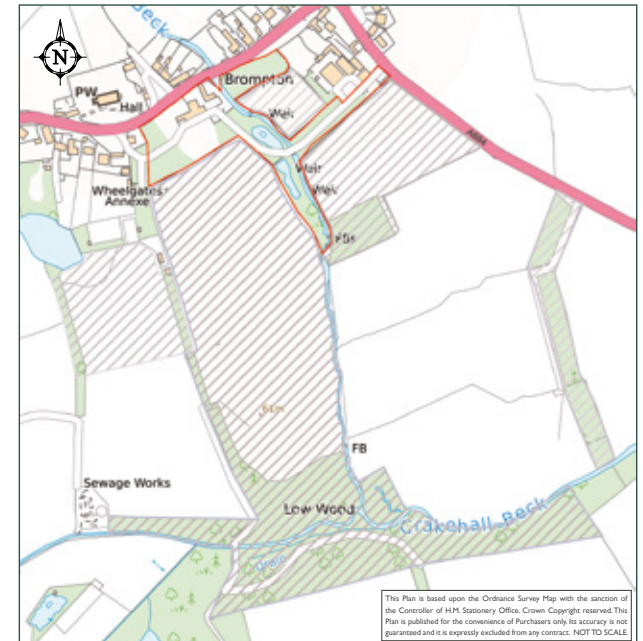 Beck
N
Brompton
PW
Hall
Weir
A684
Weir
Weir
Wheelgates
Annexe
FBs
FB
Sewage Works
Low Wood
Crakehall Beck
Drain
This Plan is based upon the Ordnance Survey Map with the sanction of
the Controller of H.M. Stationery Office. Crown Copyright reserved. This
Plan is published for the convenience of Purchasers only. Its accuracy is not
guaranteed and it is expressly excluded from any contract. NOT TO SCALE